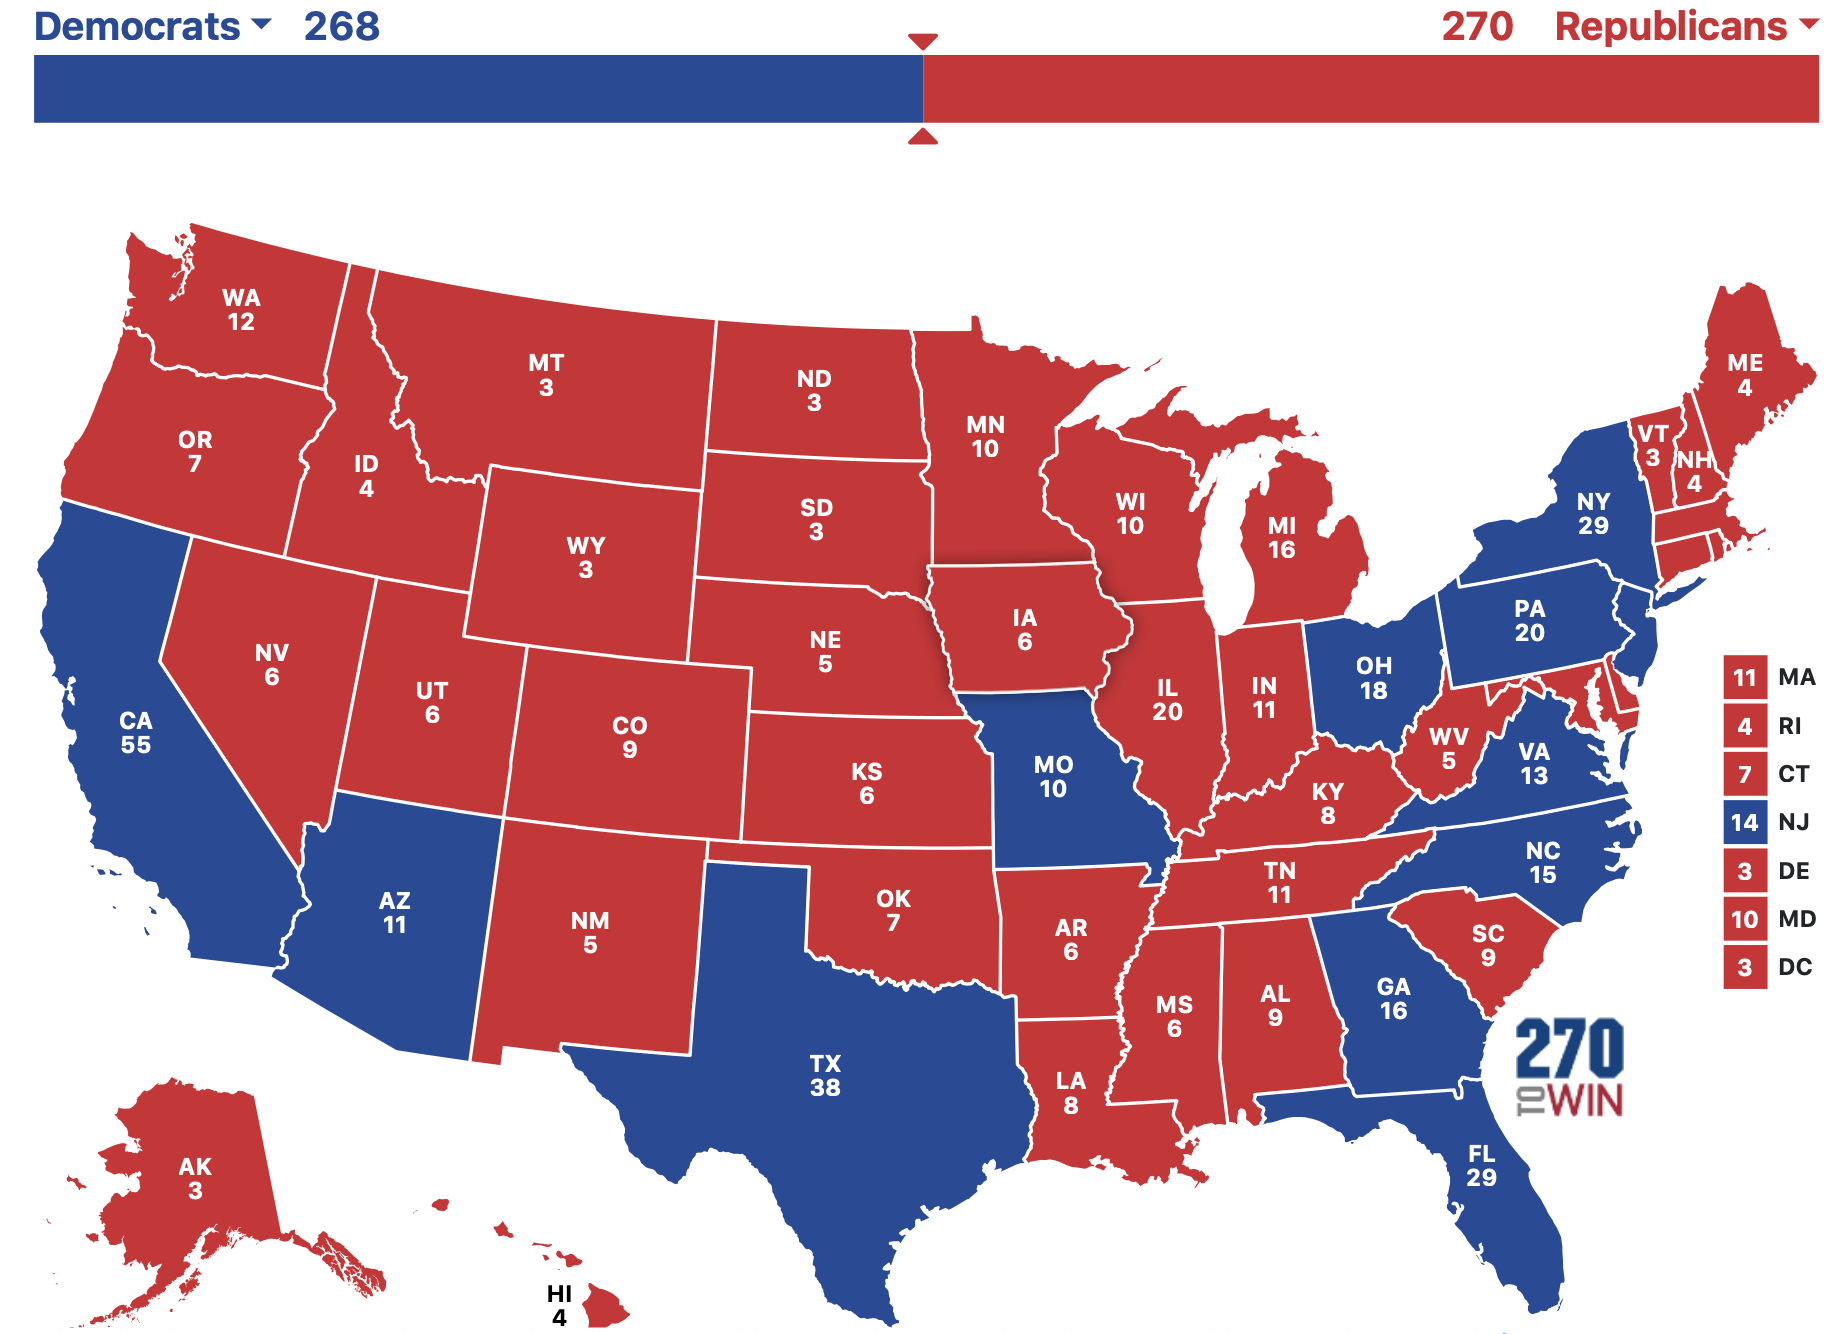 Democrats 268
270 Republicans
WA
12
MT
3
ND
3
MN
10
OR
7
ID
4
SD
3
WI
10
MI
16
ME
4
VT
3
NH
4
NY
29
WY
3
IA
6
PA
20
NV
6
UT
6
NE
5
IL
20
IN
11
OH
18
11 MA
4 RI
7 CT
14 NJ
3 DE
10 MD
3 DC
CA
55
CO
9
KS
6
MO
10
WV
5
VA
13
KY
8
NC
15
TN
11
AZ
11
NM
5
OK
7
AR
6
SC
9
MS
6
AL
9
GA
16
TX
38
LA
8
270
TO WIN
FL
29
AK
3
HI
4